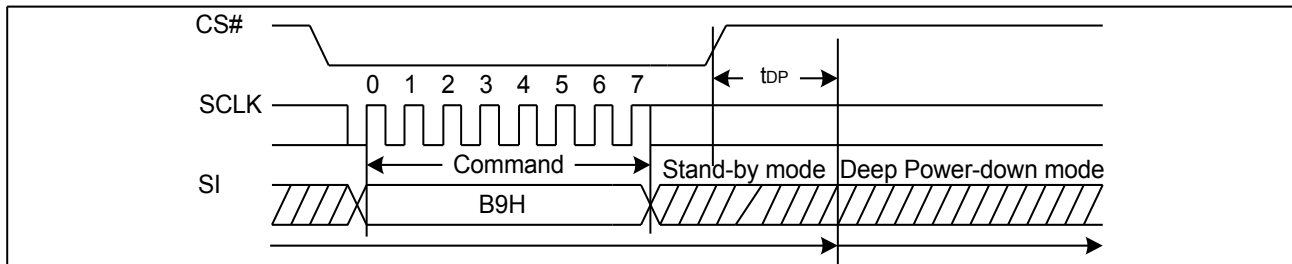 CS#
tDP
0 1 2 3 4 5 6 7
SCLK
Command
Stand-by mode Deep Power-down mode
SI
B9H